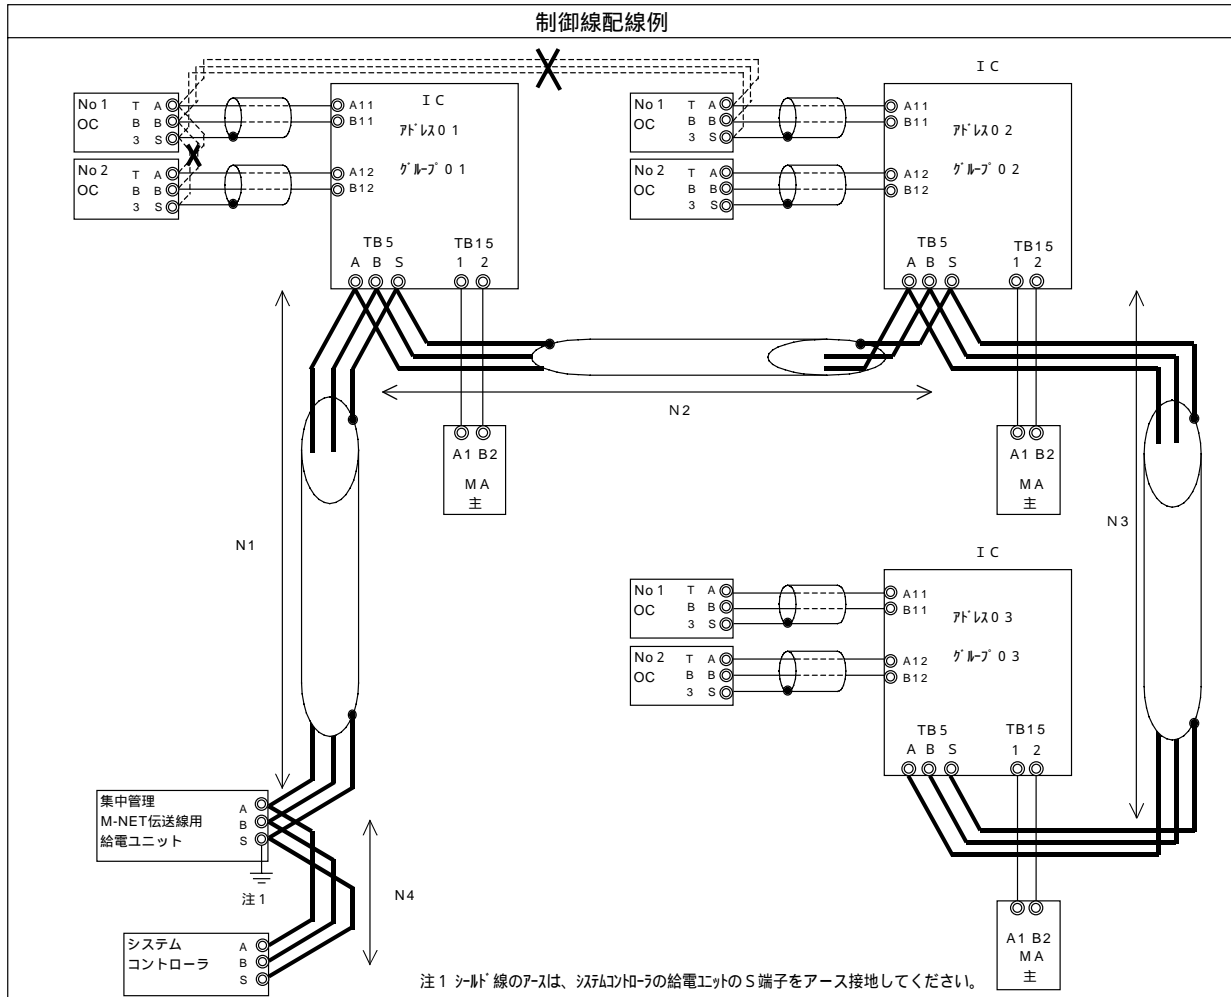 制御線配線例
No1 T A
OC B B
3 S
No2 T A
OC B B
3 S
A11
B11
A12
B12
IC
ｱﾄﾞﾚｽ01
ｸﾞﾙｰﾌﾟ01
TB5
A B S
TB15
1 2
No1 T A
OC B B
3 S
No2 T A
OC B B
3 S
IC
A11
B11
A12
B12
ｱﾄﾞﾚｽ02
ｸﾞﾙｰﾌﾟ02
TB5
A B S
TB15
1 2
N2
A1 B2
MA
主
A1 B2
MA
主
N1
N3
No1 T A
OC B B
3 S
No2 T A
OC B B
3 S
IC
A11
B11
A12
B12
ｱﾄﾞﾚｽ03
ｸﾞﾙｰﾌﾟ03
TB5
A B S
TB15
1 2
集中管理
M-NET伝送線用
給電ユニット
A
B
S
注1
N4
システム
コントローラ
A
B
S
A1 B2
MA
主
注1 ｼｰﾙﾄﾞ線のｱｰｽは、ｼｽﾃﾑｺﾝﾄﾛｰﾗの給電ﾕﾆｯﾄのS端子をアース接地してください。